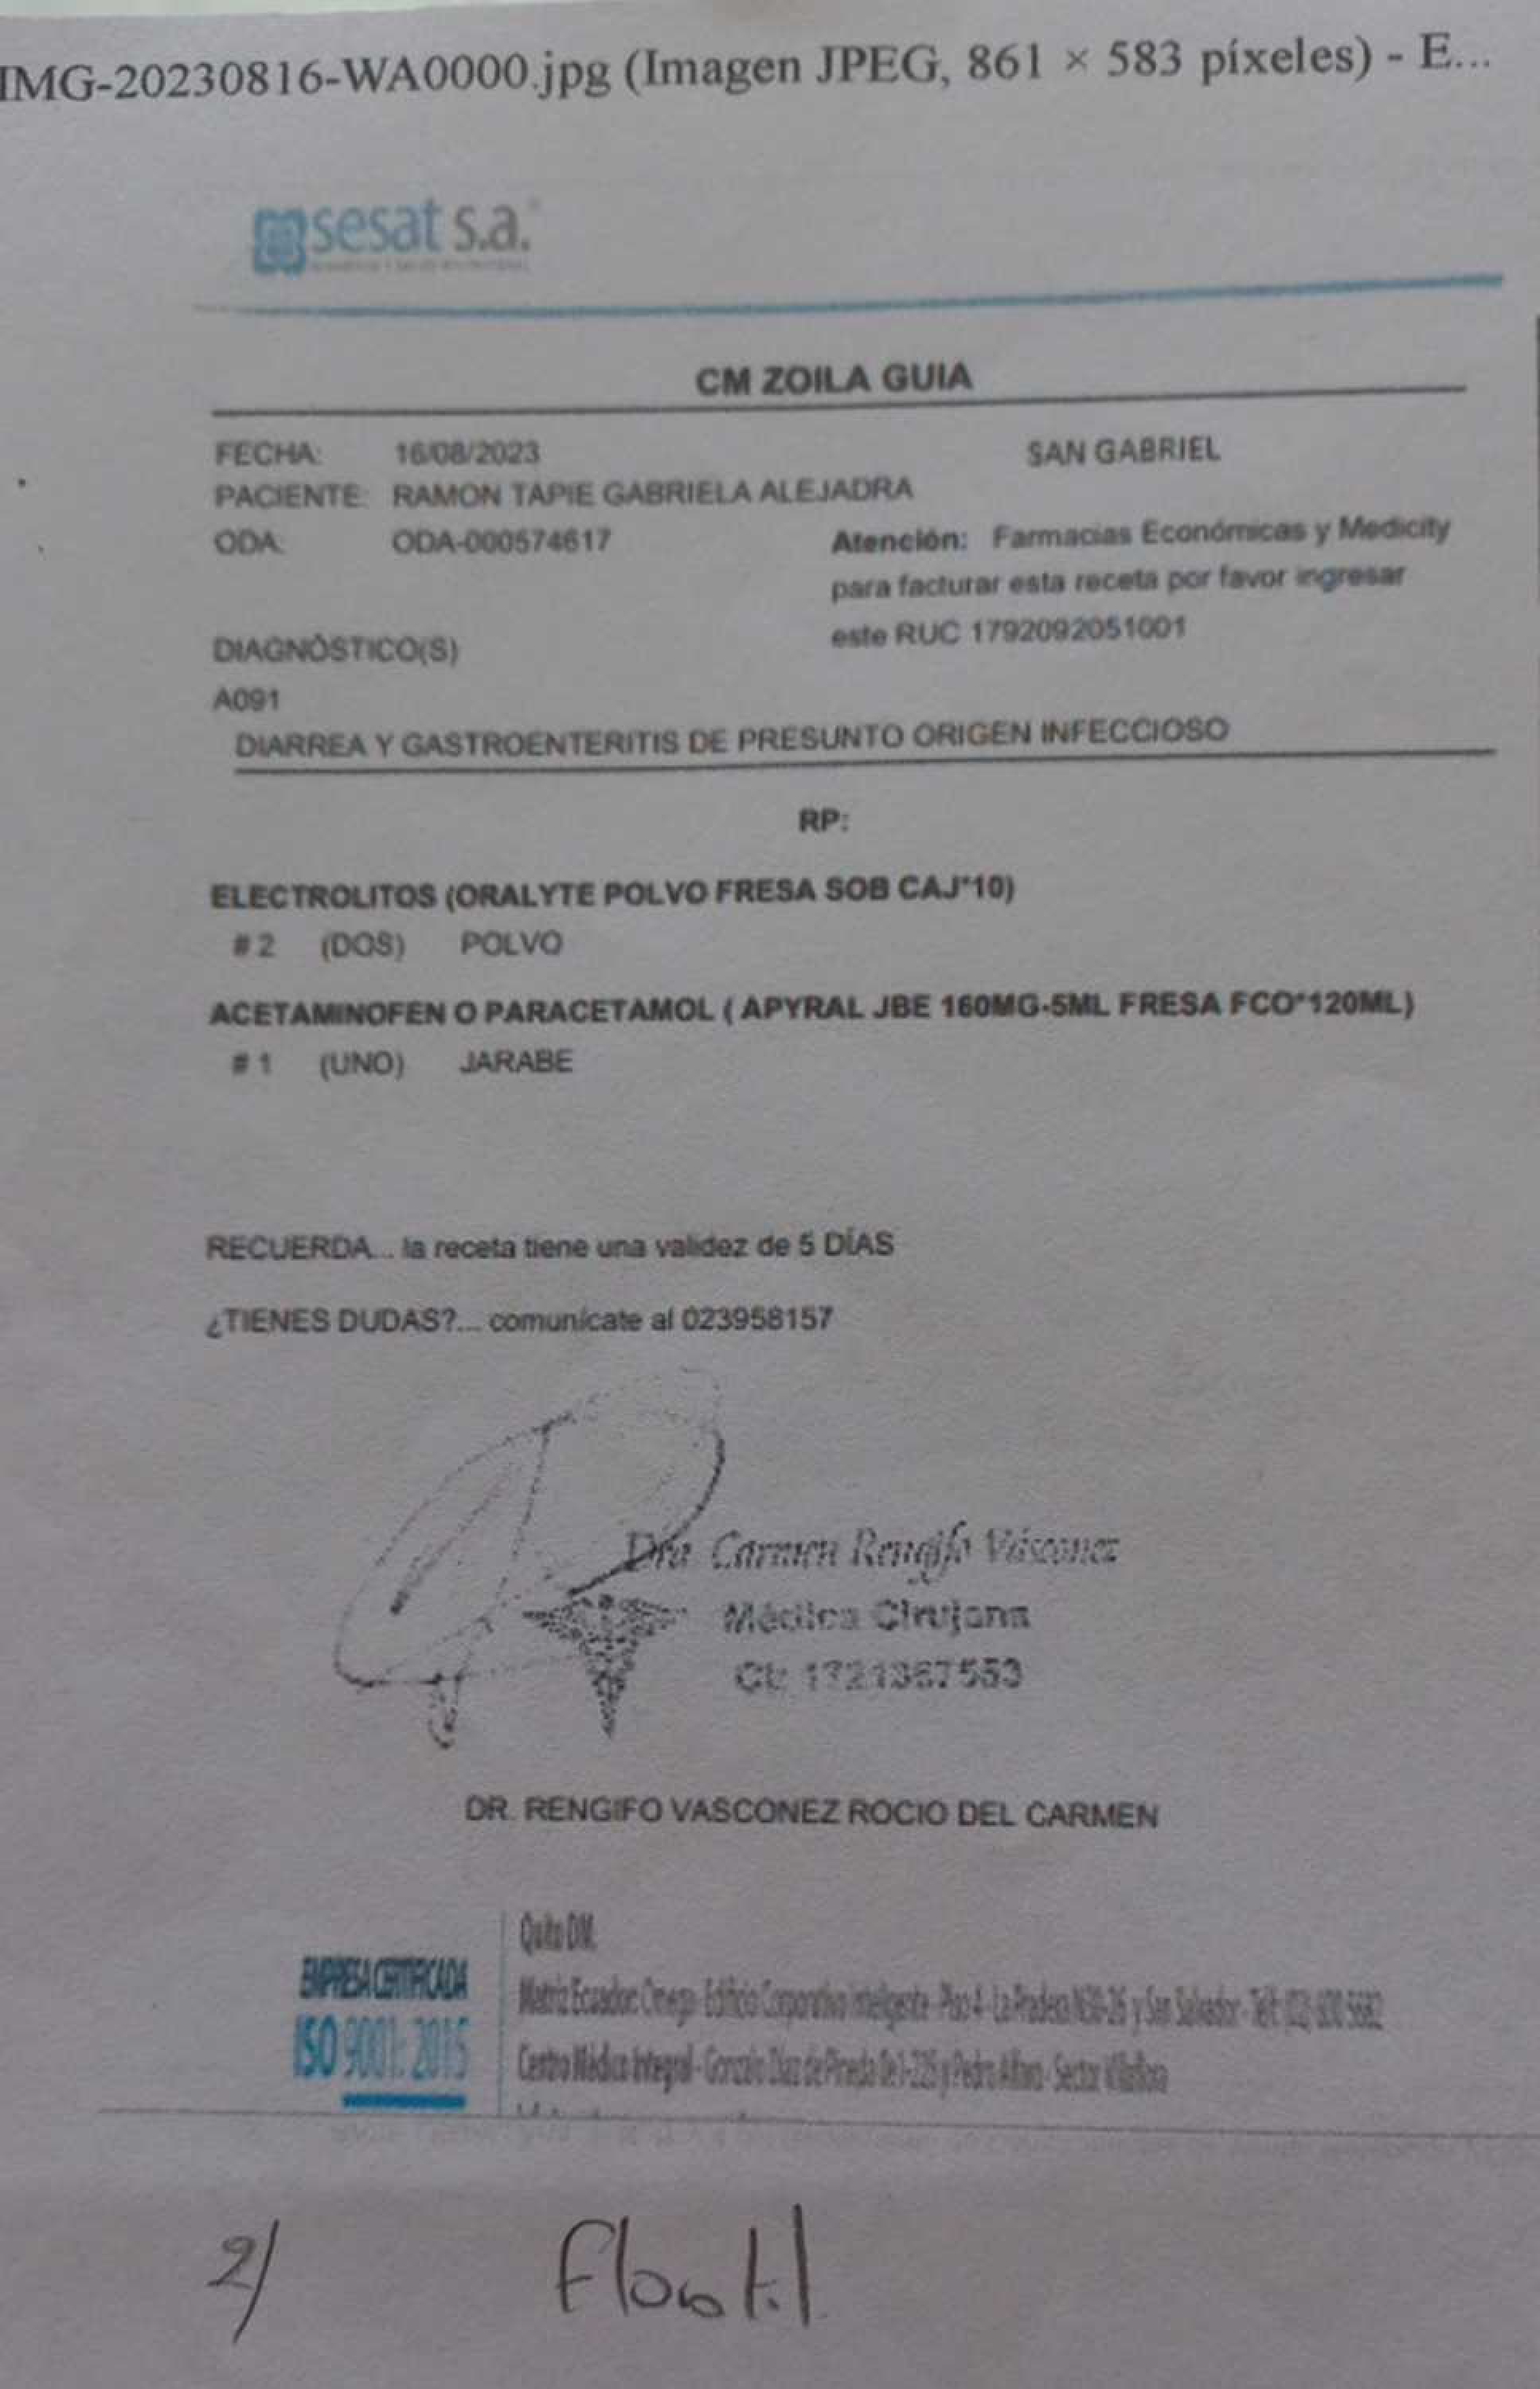 IMG-20230816-WA0000.jpg (Imagen JPEG, 861 × 583 píxeles) - E...
sesat s.a.
CM ZOILA GUIA
FECHA: 16/08/2023 SAN GABRIEL
PACIENTE: RAMON TAPIE GABRIELA ALEJADRA
ODA: ODA-000574617 Atención: Farmacias Económicas y Medicity
para facturar esta receta por favor ingresar
este RUC 1792092051001
DIAGNÓSTICO(S)
A091
DIARREA Y GASTROENTERITIS DE PRESUNTO ORIGEN INFECCIOSO
RP:
ELECTROLITOS (ORALYTE POLVO FRESA SOB CAJ*10)
# 2 (DOS) POLVO
ACETAMINOFEN O PARACETAMOL ( APYRAL JBE 160MG-5ML FRESA FCO*120ML)
# 1 (UNO) JARABE
RECUERDA... la receta tiene una validez de 5 DÍAS
¿TIENES DUDAS?... comunícate al 023958157
Dra. Carmen Rengifo Vásconez
Médica Cirujana
CI: 1721367553
DR. RENGIFO VASCONEZ ROCIO DEL CARMEN
EMPRESA CERTIFICADA
ISO 9001: 2015
Quito DM.
Matriz Ecuador: Omega- Edificio Corporativo inteligente - Piso 4 - La Pradera N30-26 y San Salvador - Telf: (02)
Centro Médico Integral - Gonzalo Díaz de Pineda Oe1-225 y Pedro Alfaro - Sector Villaflora
2/ Floatil